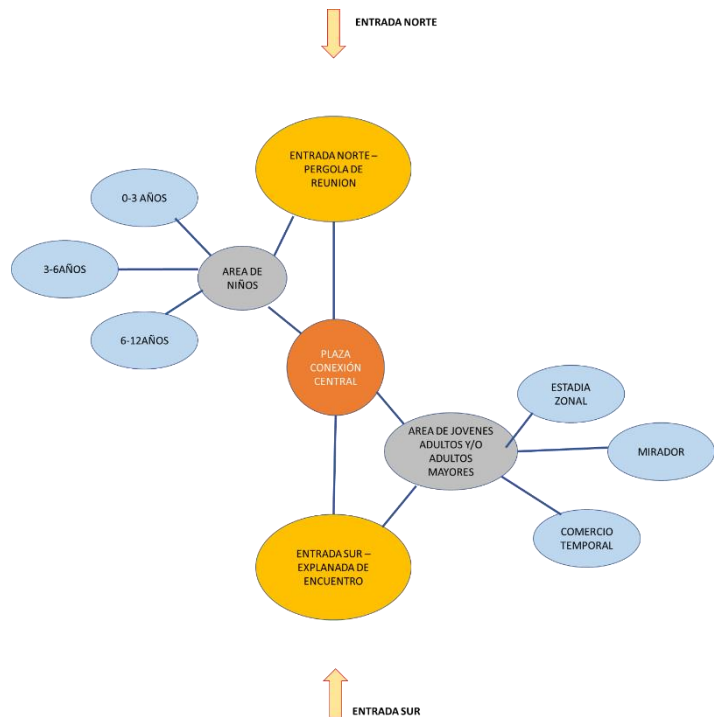 ENTRADA NORTE
ENTRADA NORTE –
PERGOLA DE
REUNION
0-3 AÑOS
3-6AÑOS
AREA DE
NIÑOS
6-12AÑOS
PLAZA
CONEXIÓN
CENTRAL
ESTADIA
ZONAL
AREA DE JOVENES
ADULTOS Y/O
ADULTOS
MAYORES
MIRADOR
COMERCIO
TEMPORAL
ENTRADA SUR –
EXPLANADA DE
ENCUENTRO
ENTRADA SUR